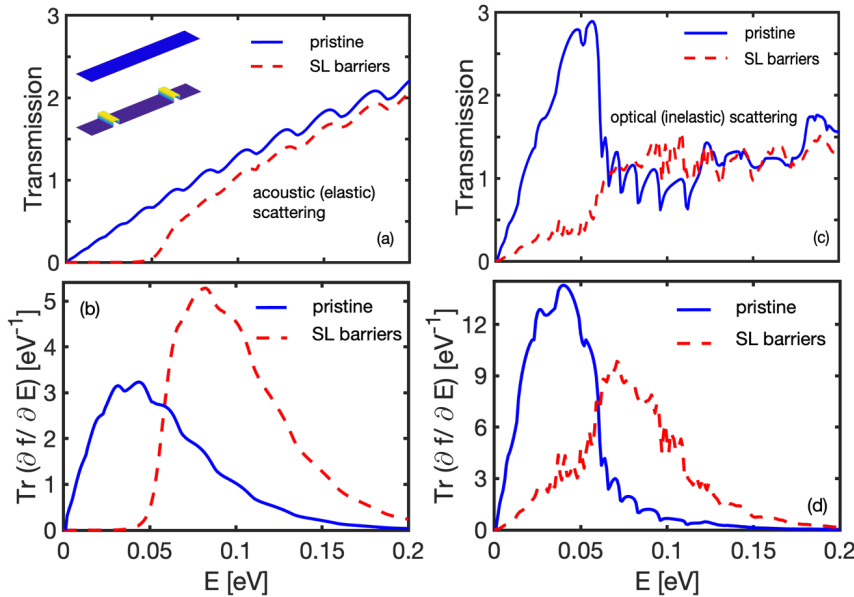 3
2
1
0
Transmission
pristine
SL barriers
acoustic (elastic)
scattering
(a)
3
2
1
0
Transmission
pristine
SL barriers
optical (inelastic) scattering
(c)
5
4
3
2
1
0
Tr (∂ f/ ∂ E) [eV⁻¹]
(b)
pristine
SL barriers
0 0.05 0.1 0.15 0.2
E [eV]
12
9
6
3
0
Tr (∂ f/ ∂ E) [eV⁻¹]
pristine
SL barriers
(d)
0 0.05 0.1 0.15 0.2
E [eV]